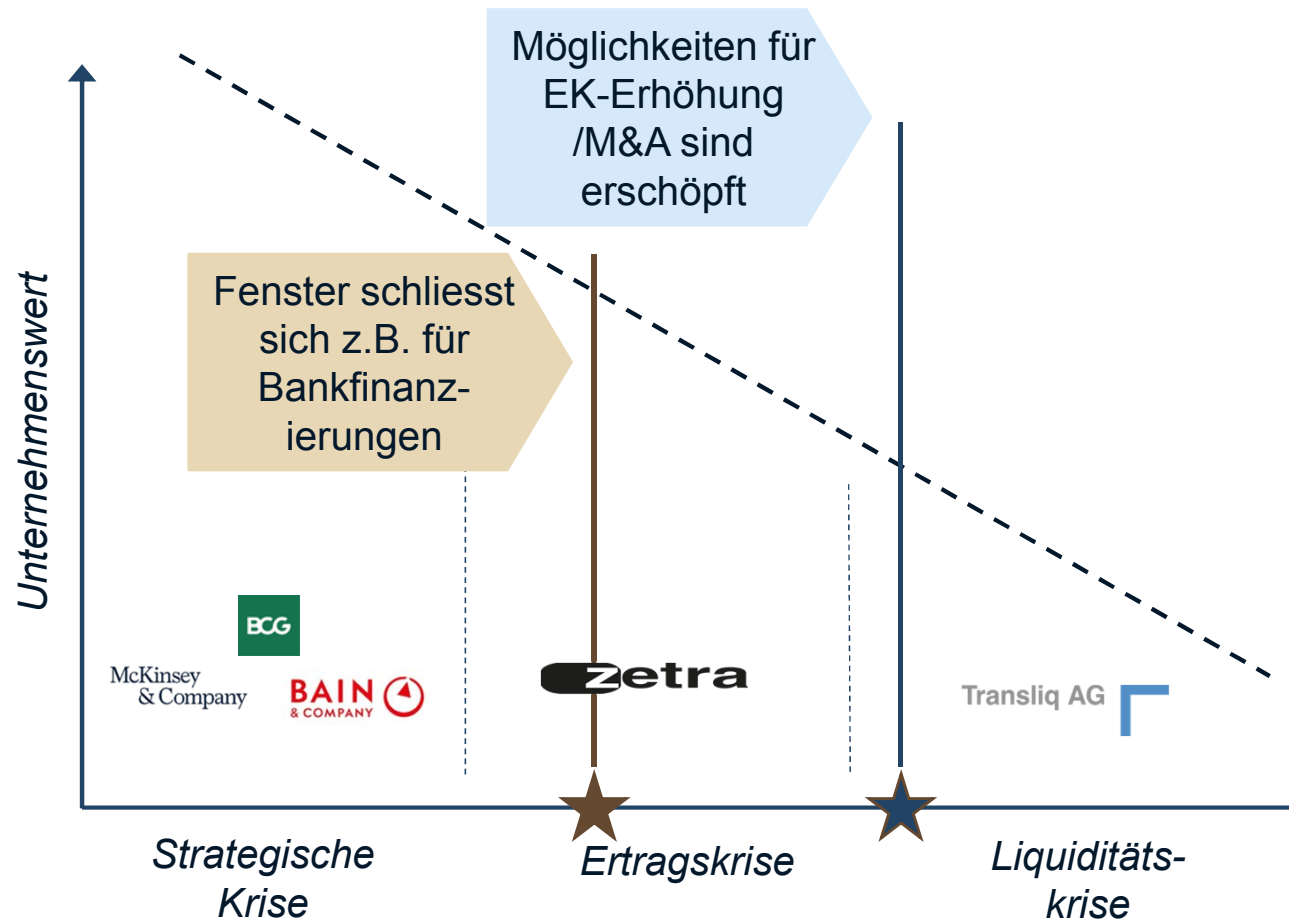 Möglichkeiten für
EK-Erhöhung
/M&A sind
erschöpft
Fenster schliesst
sich z.B. für
Bankfinanz-
ierungen
Unternehmenswert
BCG
McKinsey
& Company
BAIN
& COMPANY
zetra
Transliq AG
Strategische
Krise
Ertragskrise
Liquiditäts-
krise